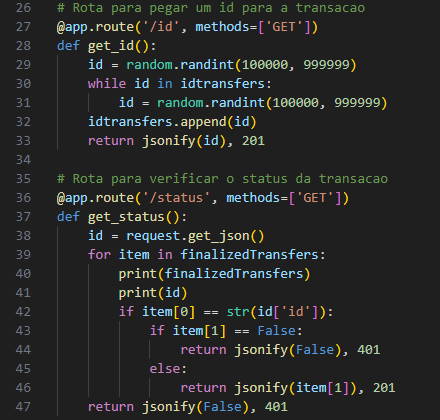 26 # Rota para pegar um id para a transacao
27 @app.route('/id', methods=['GET'])
28 def get_id():
29     id = random.randint(100000, 999999)
30     while id in idtransfers:
31         id = random.randint(100000, 999999)
32     idtransfers.append(id)
33     return jsonify(id), 201
34
35 # Rota para verificar o status da transacao
36 @app.route('/status', methods=['GET'])
37 def get_status():
38     id = request.get_json()
39     for item in finalizedTransfers:
40         print(finalizedTransfers)
41         print(id)
42         if item[0] == str(id['id']):
43             if item[1] == False:
44                 return jsonify(False), 401
45             else:
46                 return jsonify(item[1]), 201
47     return jsonify(False), 401